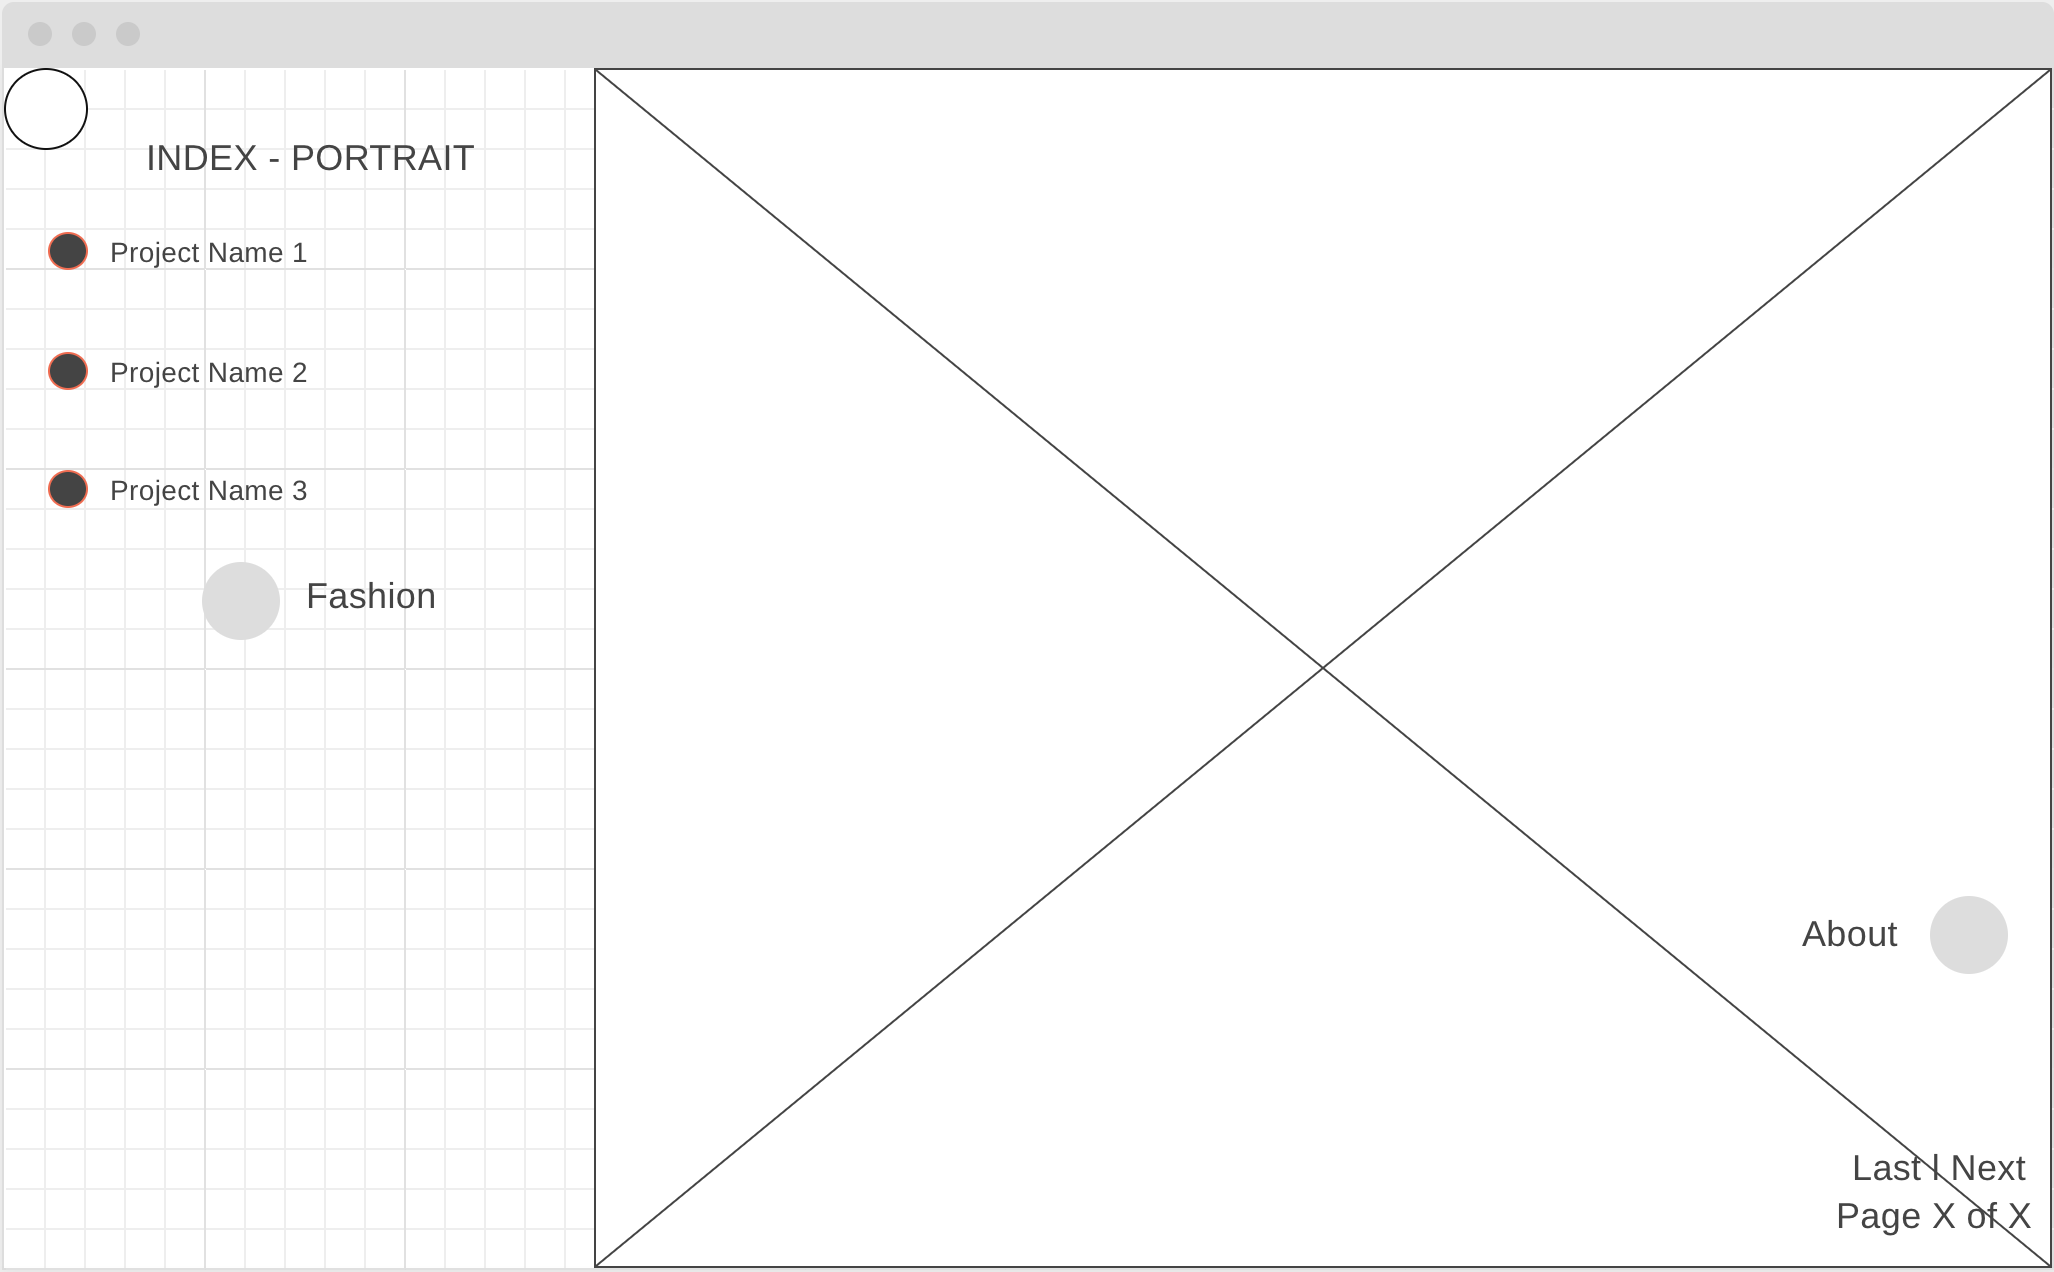 INDEX - PORTRAIT
Project Name 1
Project Name 2
Project Name 3
Fashion
About
Last l Next
Page X of X